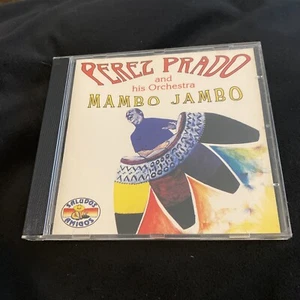 PEREZ PRADO
and
his Orchestra
MAMBO JAMBO
SALUDOS
AMIGOS